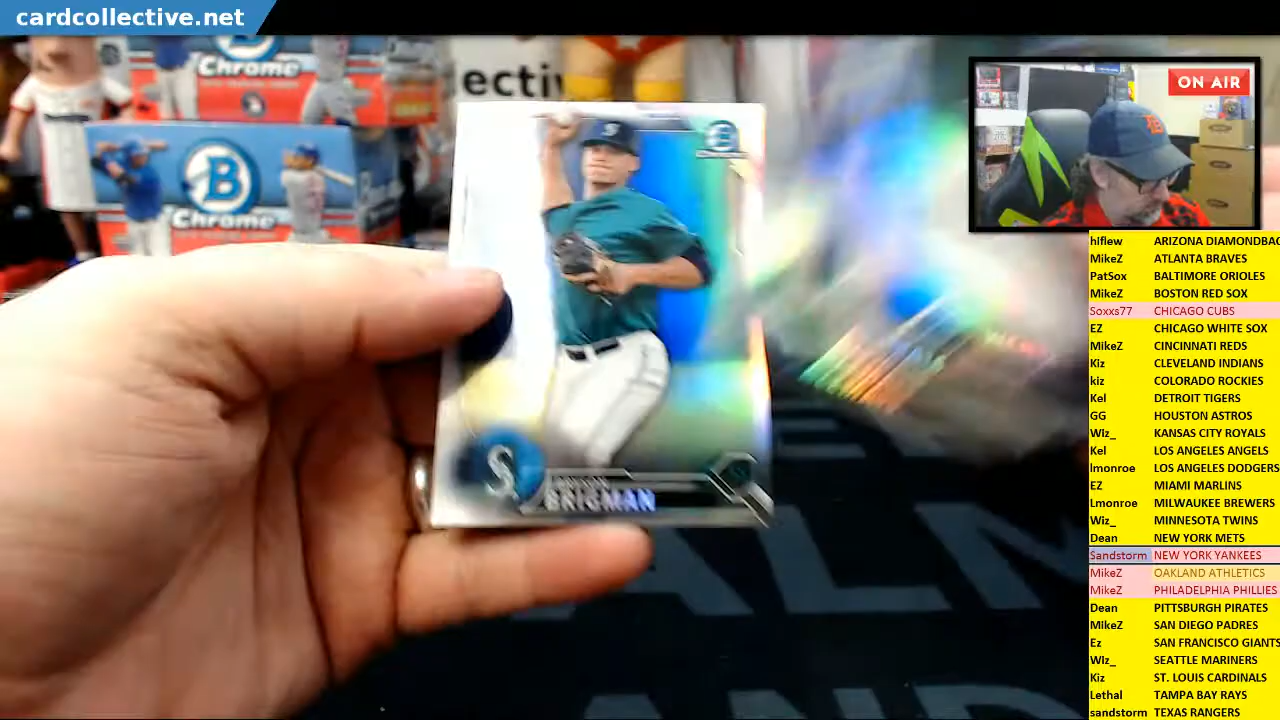 cardcollective.net
Chrome
B
Chrome
ON AIR
S
S
BRIGMAN
hlflew ARIZONA DIAMONDBAC
MikeZ ATLANTA BRAVES
PatSox BALTIMORE ORIOLES
MikeZ BOSTON RED SOX
Soxxs77 CHICAGO CUBS
EZ CHICAGO WHITE SOX
MikeZ CINCINNATI REDS
Kiz CLEVELAND INDIANS
kiz COLORADO ROCKIES
Kel DETROIT TIGERS
GG HOUSTON ASTROS
Wiz_ KANSAS CITY ROYALS
Kel LOS ANGELES ANGELS
lmonroe LOS ANGELES DODGERS
EZ MIAMI MARLINS
Lmonroe MILWAUKEE BREWERS
Wiz_ MINNESOTA TWINS
Dean NEW YORK METS
Sandstorm NEW YORK YANKEES
MikeZ OAKLAND ATHLETICS
MikeZ PHILADELPHIA PHILLIES
Dean PITTSBURGH PIRATES
MikeZ SAN DIEGO PADRES
Ez SAN FRANCISCO GIANTS
Wiz_ SEATTLE MARINERS
Kiz ST. LOUIS CARDINALS
Lethal TAMPA BAY RAYS
sandstorm TEXAS RANGERS